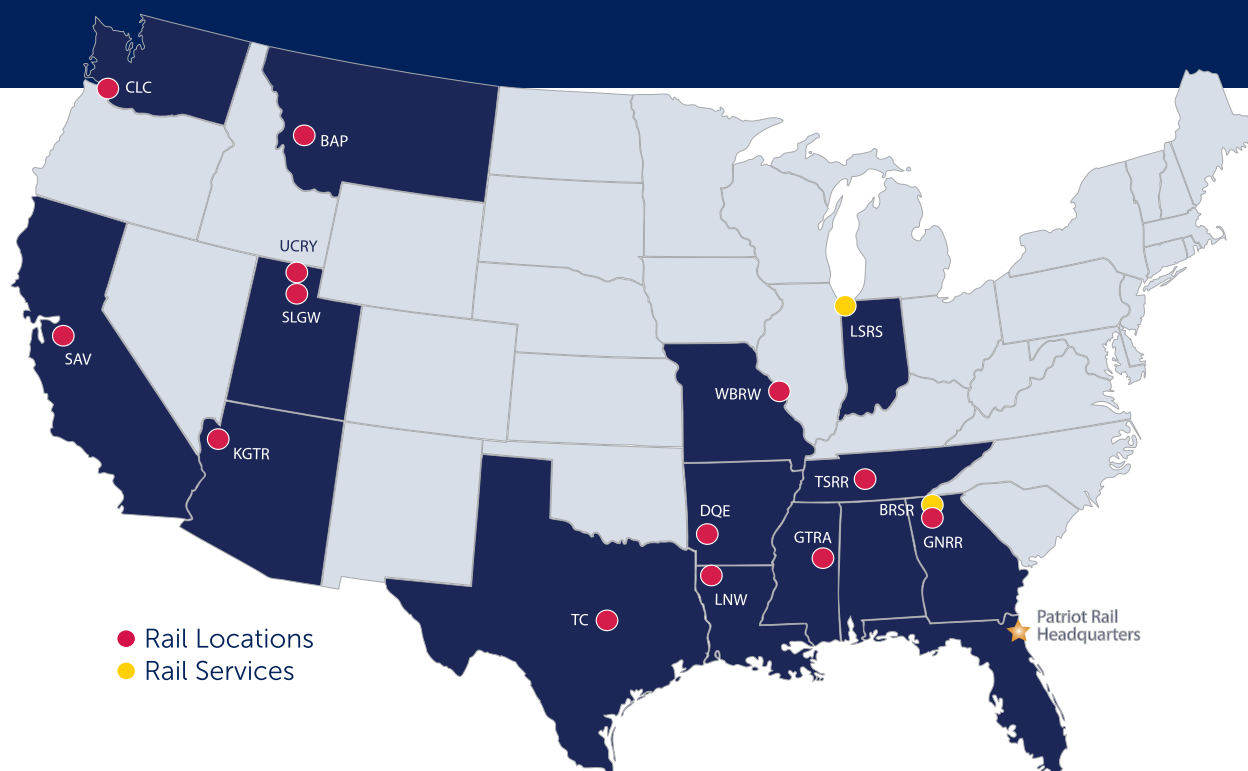 CLC
BAP
UCRY
SLGW
SAV
LSRS
WBRW
KGTR
TSRR
DQE
BRSR
GTRA
GNRR
LNW
TC
Patriot Rail
Headquarters
Rail Locations
Rail Services